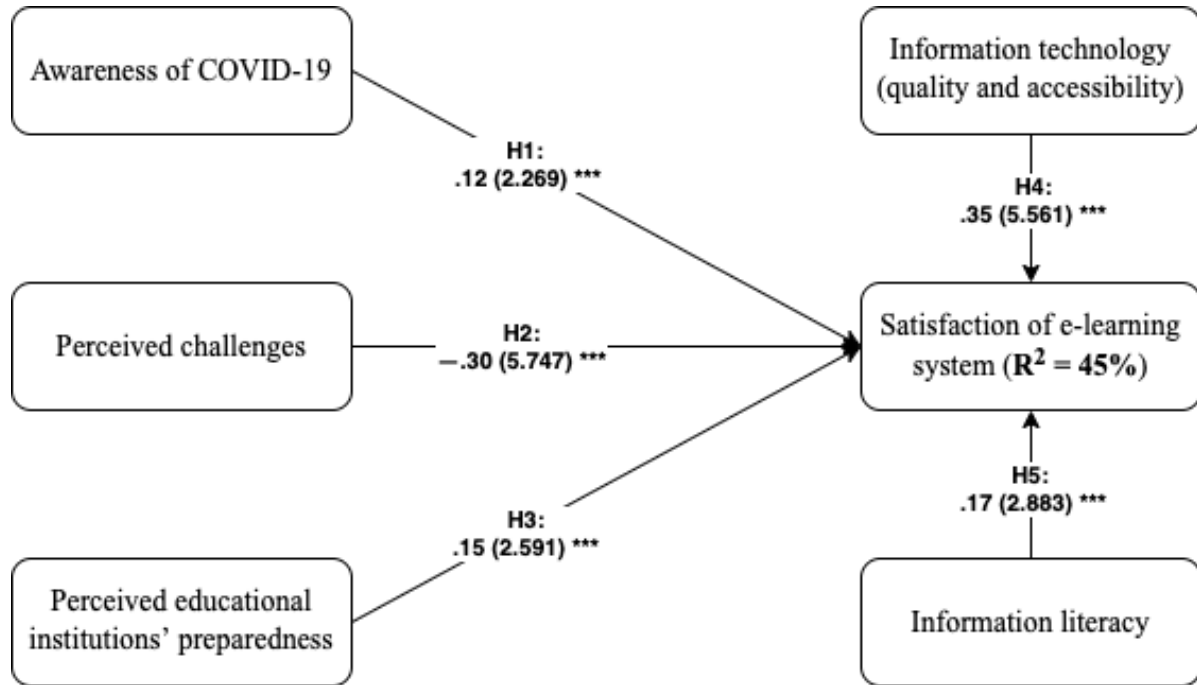 Awareness of COVID-19
Information technology
(quality and accessibility)
H1:
.12 (2.269) ***
H4:
.35 (5.561) ***
Perceived challenges
H2:
—.30 (5.747) ***
Satisfaction of e-learning
system (R² = 45%)
H3:
.15 (2.591) ***
H5:
.17 (2.883) ***
Perceived educational
institutions’ preparedness
Information literacy